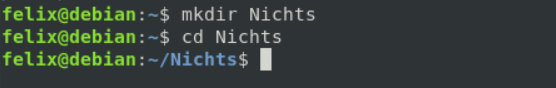 felix@debian:~$ mkdir Nichts
felix@debian:~$ cd Nichts
felix@debian:~/Nichts$